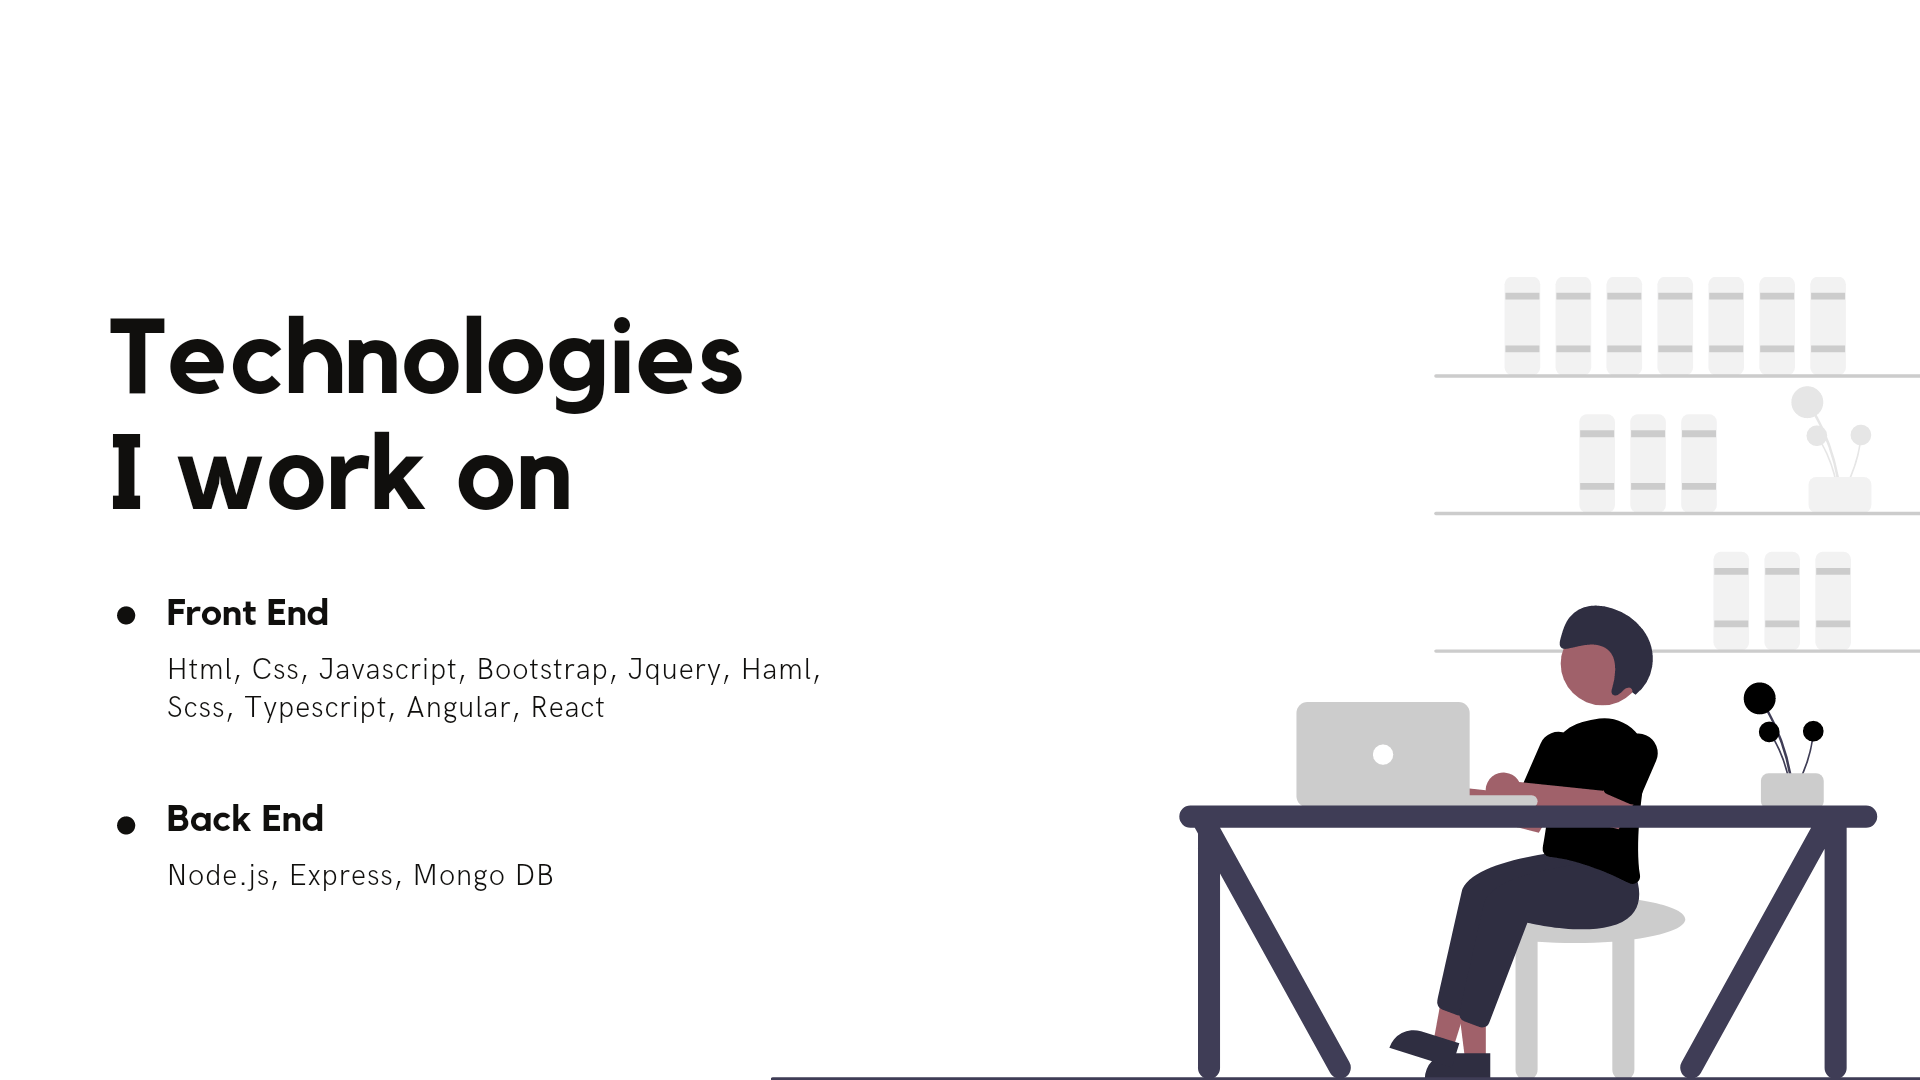 Technologies
I work on
Front End
Html, Css, Javascript, Bootstrap, Jquery, Haml,
Scss, Typescript, Angular, React
Back End
Node.js, Express, Mongo DB